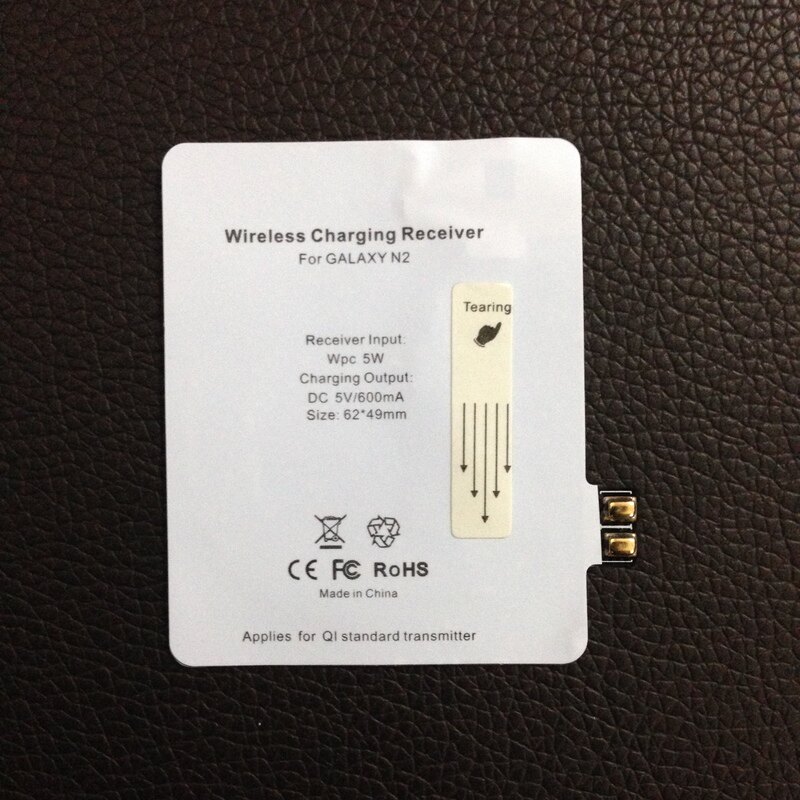 Wireless Charging Receiver
For GALAXY N2
Tearing
Receiver Input:
Wpc 5W
Charging Output:
DC 5V/600mA
Size: 62*49mm
CE FC RoHS
Made in China
Applies for QI standard transmitter